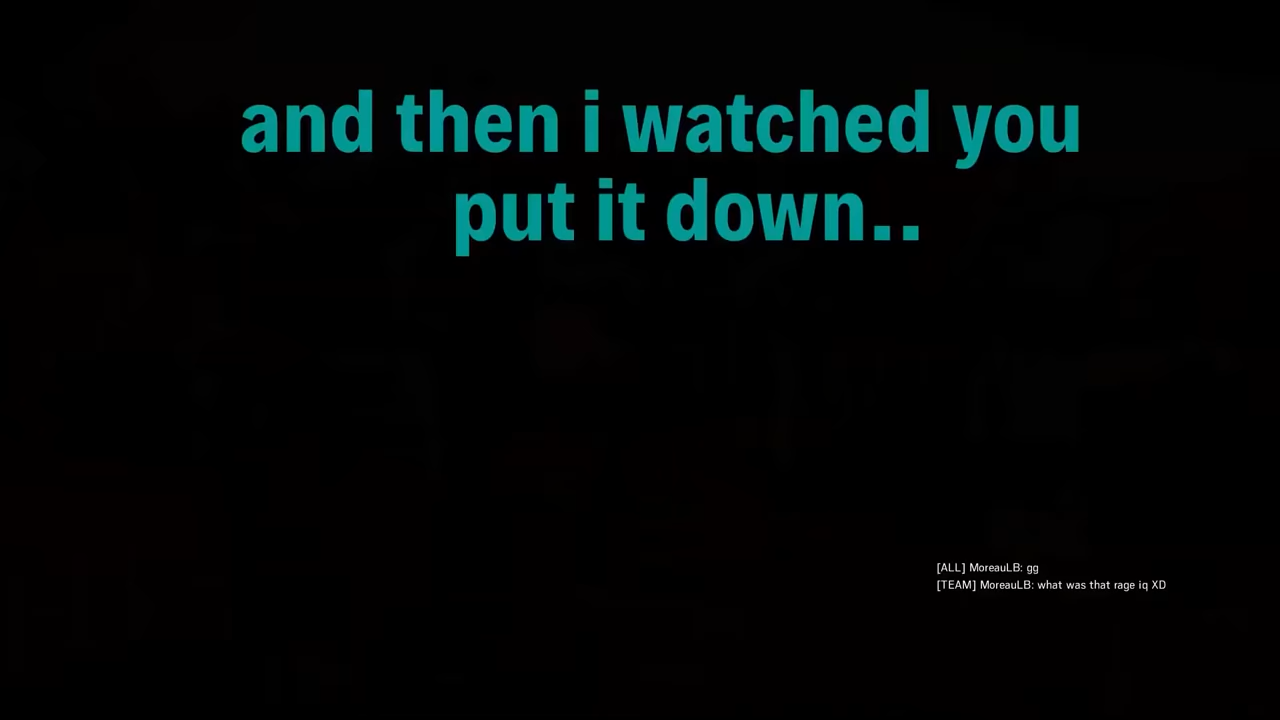 and then i watched you
put it down..
[ALL] MoreauLB: gg
[TEAM] MoreauLB: what was that rage iq XD